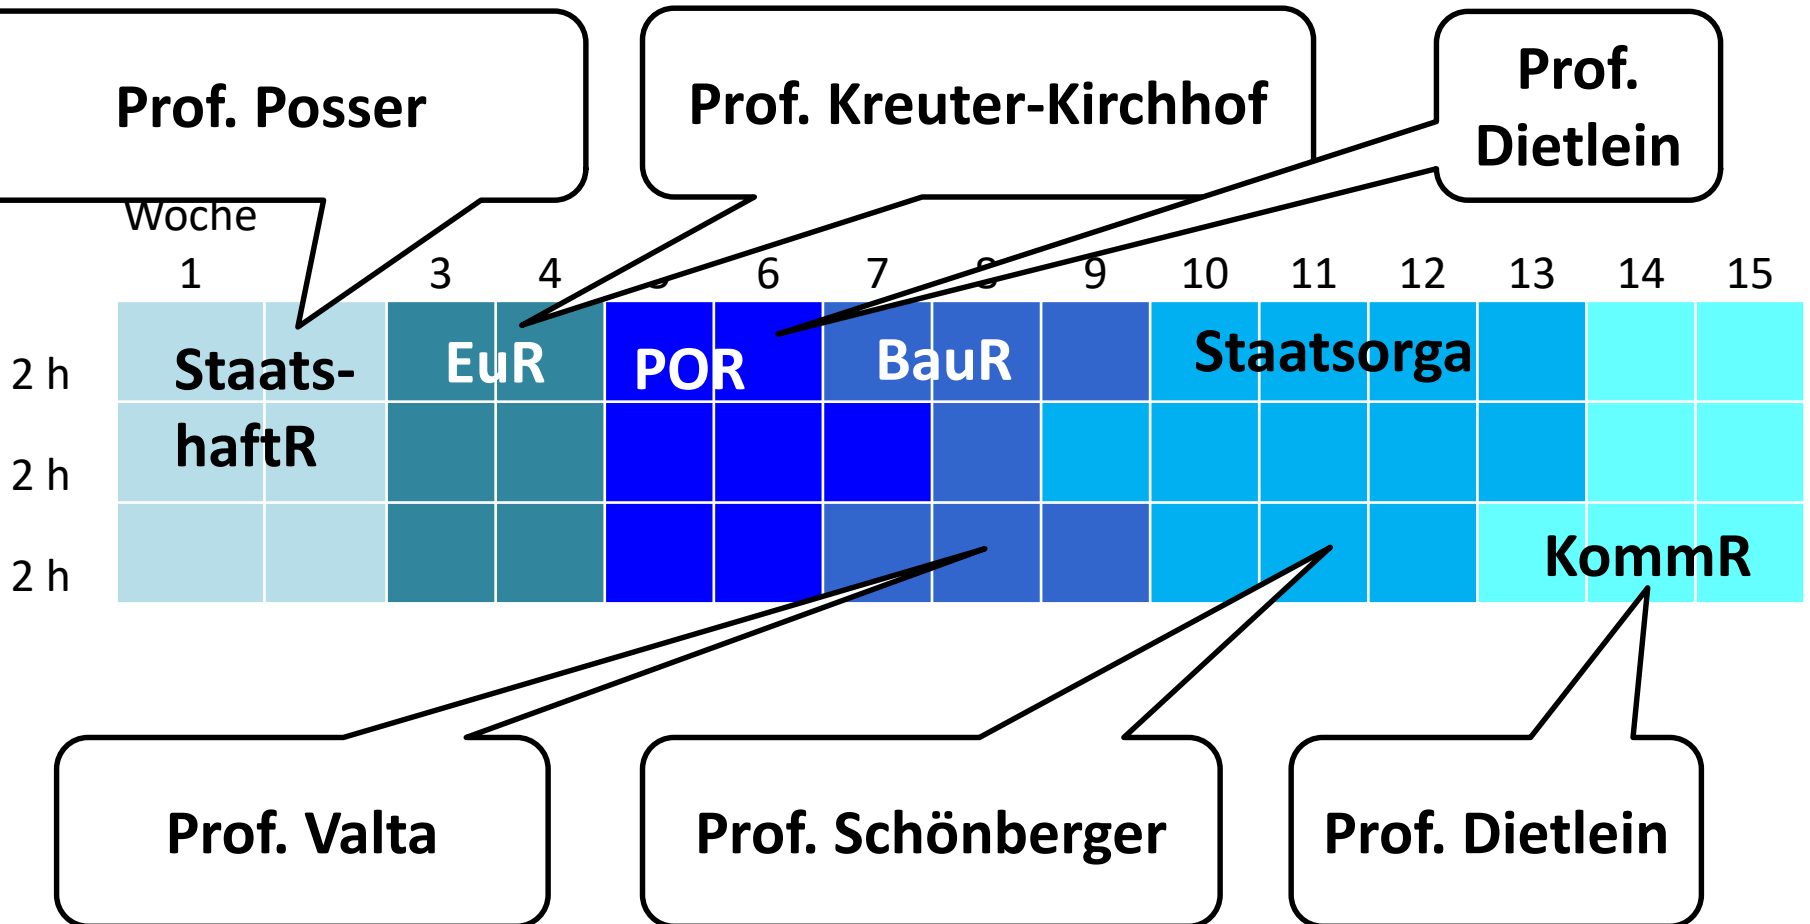 Prof. Posser
Prof. Kreuter-Kirchhof
Prof.
Dietlein
Woche
1 3 4 6 7 8 9 10 11 12 13 14 15
2 h
Staats-
haftR
EuR
POR
BauR
Staatsorga
2 h
2 h
KommR
Prof. Valta
Prof. Schönberger
Prof. Dietlein